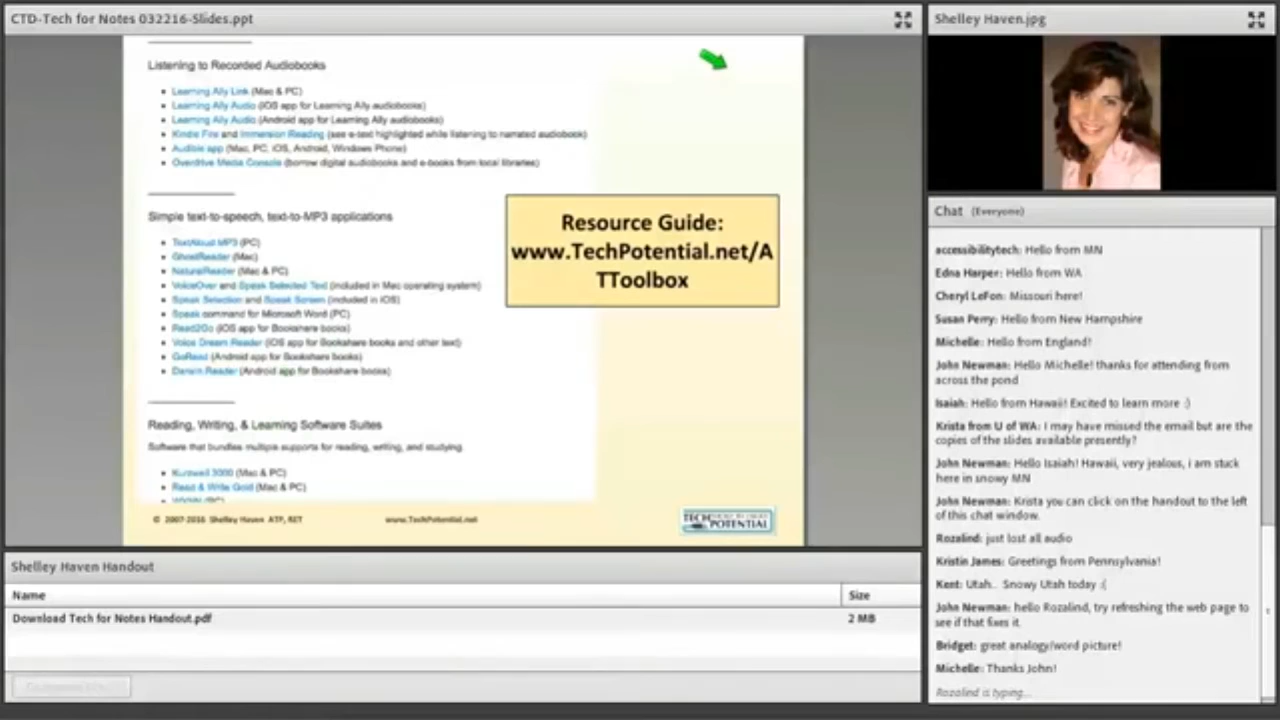 CTD-Tech for Notes 032216-Slides.ppt
Listening to Recorded Audiobooks
Learning Ally Link (Mac & PC)
Learning Ally Audio (iOS app for Learning Ally audiobooks)
Learning Ally Audio (Android app for Learning Ally audiobooks)
Kindle Fire and Immersion Reading (see e-text highlighted while listening to narrated audiobook)
Audible app (Mac, PC, iOS, Android, Windows Phone)
Overdrive Media Console (borrow digital audiobooks and e-books from local libraries)
Simple text-to-speech, text-to-MP3 applications
TextAloud MP3 (PC)
GhostReader (Mac)
NaturalReader (Mac & PC)
VoiceOver and Speak Selected Text (included in Mac operating system)
Speak Selection and Speak Screen (included in iOS)
Speak command for Microsoft Word (PC)
Read2Go (iOS app for Bookshare books)
Voice Dream Reader (iOS app for Bookshare books and other text)
GoRead (Android app for Bookshare books)
Darwin Reader (Android app for Bookshare books)
Reading, Writing, & Learning Software Suites
Software that bundles multiple supports for reading, writing, and studying.
Kurzweil 3000 (Mac & PC)
Read & Write Gold (Mac & PC)
Resource Guide:
www.TechPotential.net/A
TToolbox
© 2007-2016 Shelley Haven ATP, RET
www.TechPotential.net
TECH POTENTIAL
Shelley Haven Handout
Name
Size
Download Tech for Notes Handout.pdf
2 MB
Shelley Haven.jpg
Chat (Everyone)
accessibilitytech: Hello from MN
Edna Harper: Hello from WA
Cheryl LeFon: Missouri here!
Susan Perry: Hello from New Hampshire
Michelle: Hello from England!
John Newman: Hello Michelle! thanks for attending from
across the pond
Isaiah: Hello from Hawaii! Excited to learn more :)
Krista from U of WA: I may have missed the email but are the
copies of the slides available presently?
John Newman: Hello Isaiah! Hawaii, very jealous, i am stuck
here in snowy MN
John Newman: Krista you can click on the handout to the left
of this chat window.
Rozalind: just lost all audio
Kristin James: Greetings from Pennsylvania!
Kent: Utah.. Snowy Utah today :(
John Newman: hello Rozalind, try refreshing the web page to
see if that fixes it.
Bridget: great analogy/word picture!
Michelle: Thanks John!
Rozalind is typing...